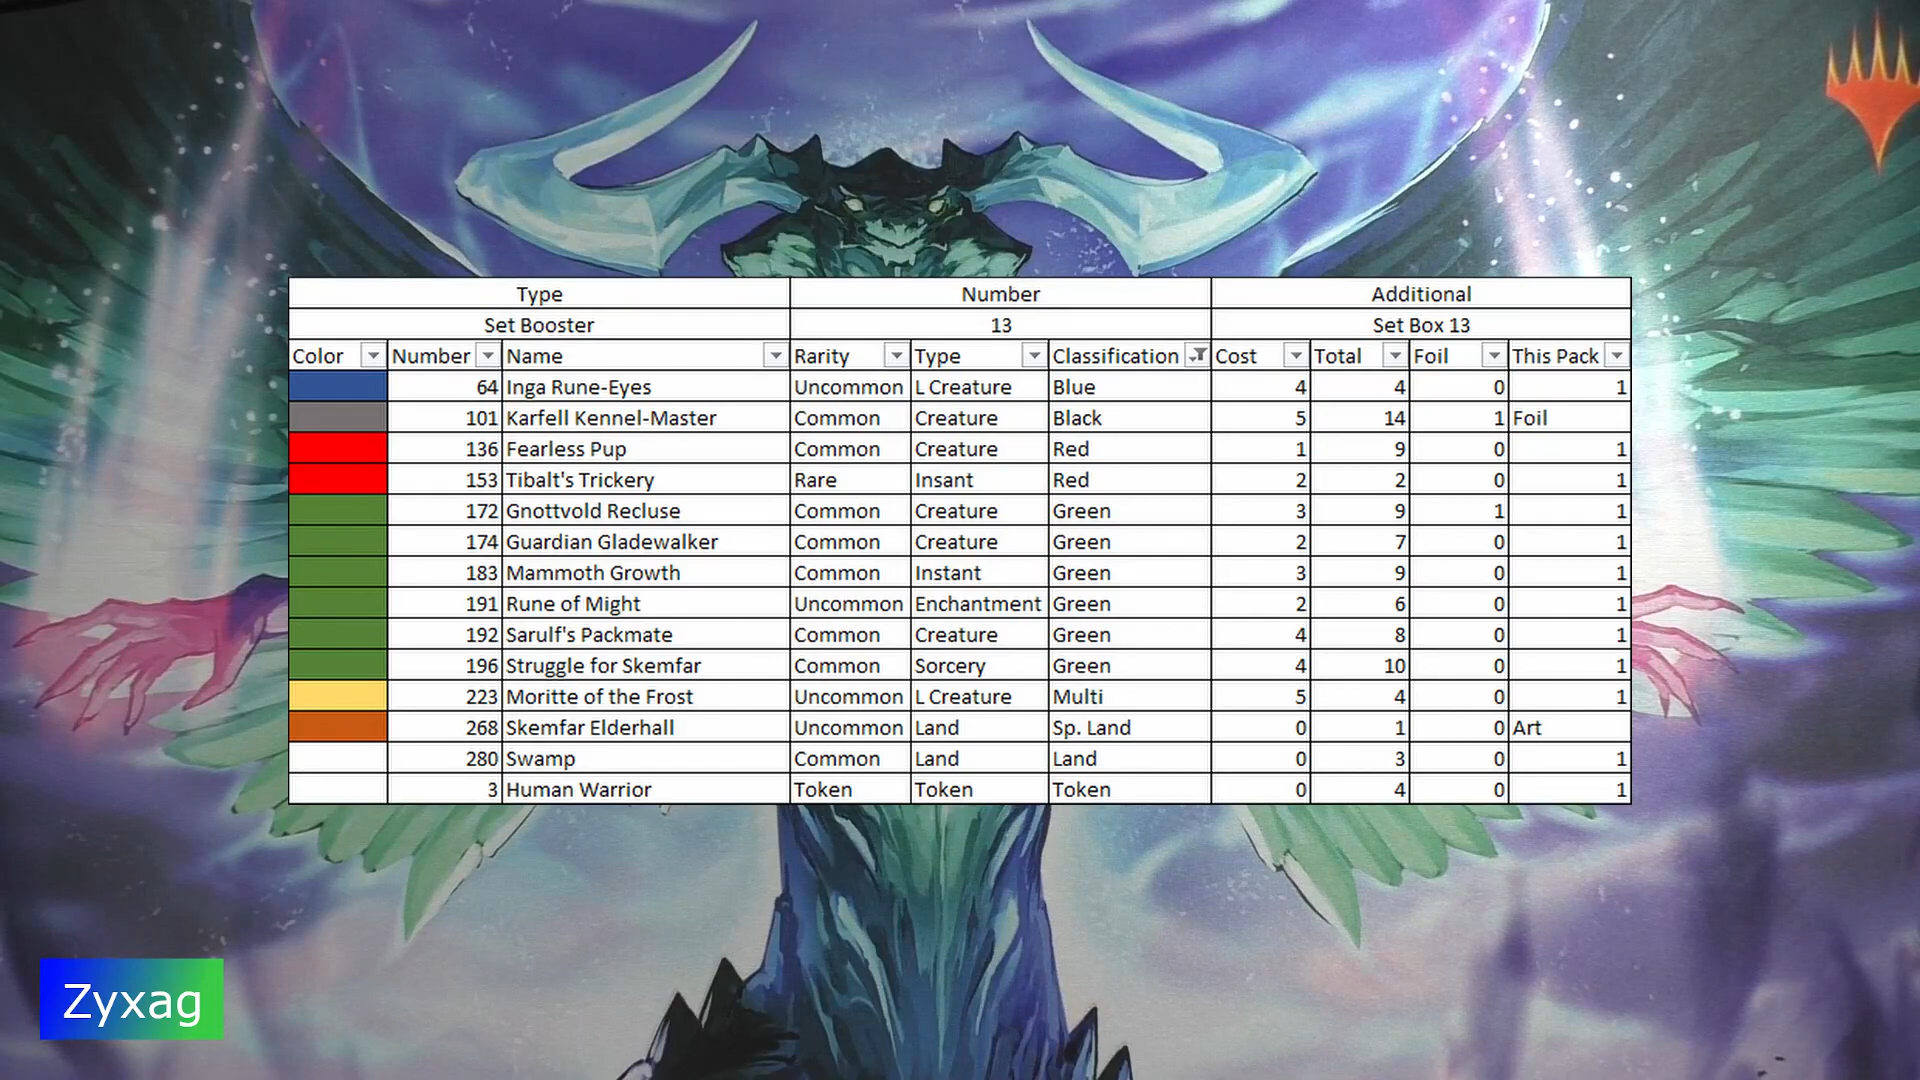 Type Number Additional
Set Booster 13 Set Box 13
Color Number Name Rarity Type Classification Cost Total Foil This Pack
64 Inga Rune-Eyes Uncommon L Creature Blue 4 4 0 1
101 Karfell Kennel-Master Common Creature Black 5 14 1 Foil
136 Fearless Pup Common Creature Red 1 9 0 1
153 Tibalt's Trickery Rare Insant Red 2 2 0 1
172 Gnottvold Recluse Common Creature Green 3 9 1 1
174 Guardian Gladewalker Common Creature Green 2 7 0 1
183 Mammoth Growth Common Instant Green 3 9 0 1
191 Rune of Might Uncommon Enchantment Green 2 6 0 1
192 Sarulf's Packmate Common Creature Green 4 8 0 1
196 Struggle for Skemfar Common Sorcery Green 4 10 0 1
223 Moritte of the Frost Uncommon L Creature Multi 5 4 0 1
268 Skemfar Elderhall Uncommon Land Sp. Land 0 1 0 Art
280 Swamp Common Land Land 0 3 0 1
3 Human Warrior Token Token Token 0 4 0 1
Zyxag